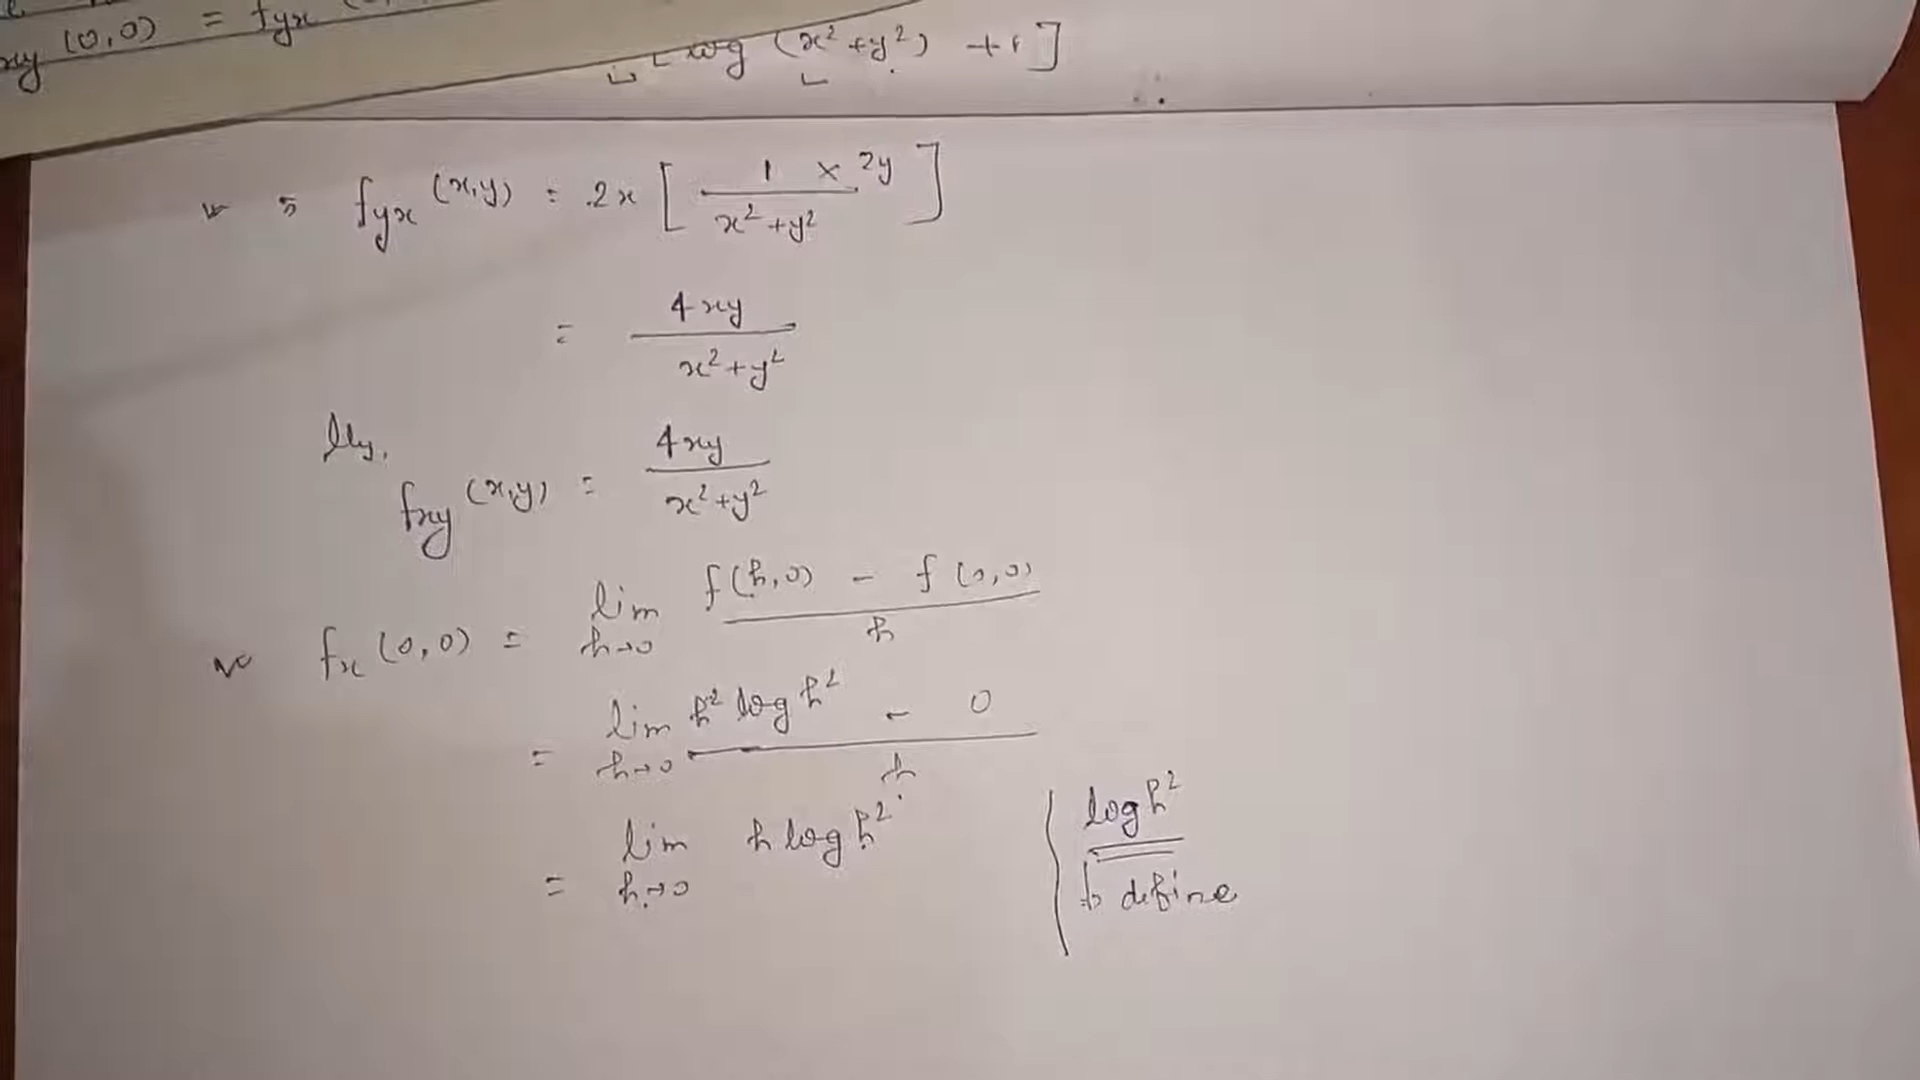 xy (0,0) = fyx
log (x² + y²) + 1]
fyx (x,y) = 2x [ 1 / (x² + y²) × 2y ]
= 4xy / (x² + y²)
lly,
fxy (x,y) = 4xy / (x² + y²)
fx (0,0) = lim h→0 f(h,0) - f(0,0) / h
= lim h→0 h² log h² - 0 / h
= lim h→0 h log h²
log h²
define